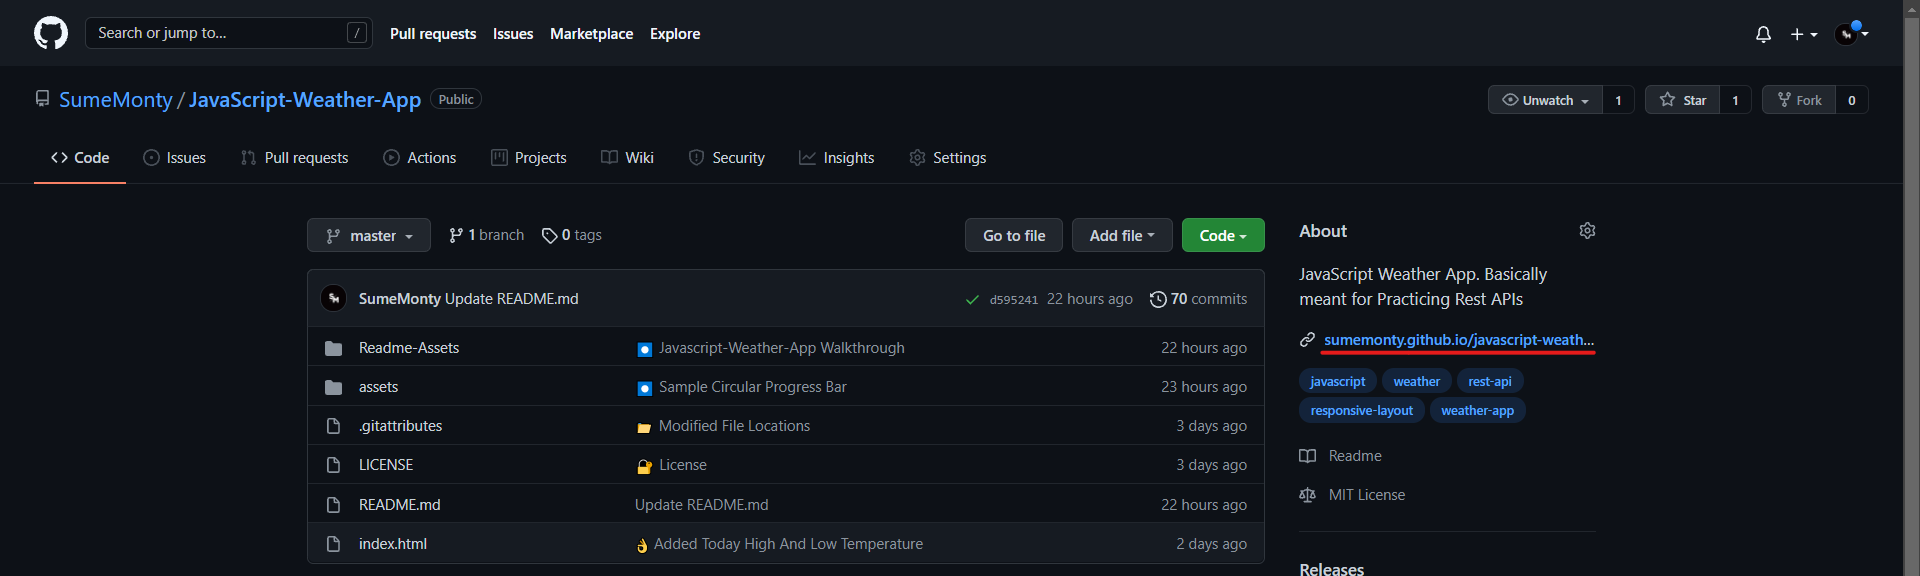 Search or jump to... /
Pull requests Issues Marketplace Explore
SumeMonty / JavaScript-Weather-App Public
Unwatch 1 Star 1 Fork 0
Code Issues Pull requests Actions Projects Wiki Security Insights Settings
master 1 branch 0 tags Go to file Add file Code
SumeMonty Update README.md d595241 22 hours ago 70 commits
Readme-Assets Javascript-Weather-App Walkthrough 22 hours ago
assets Sample Circular Progress Bar 23 hours ago
.gitattributes Modified File Locations 3 days ago
LICENSE License 3 days ago
README.md Update README.md 22 hours ago
index.html Added Today High And Low Temperature 2 days ago
About
JavaScript Weather App. Basically
meant for Practicing Rest APIs
sumemonty.github.io/javascript-weath...
javascript weather rest-api
responsive-layout weather-app
Readme
MIT License
Releases